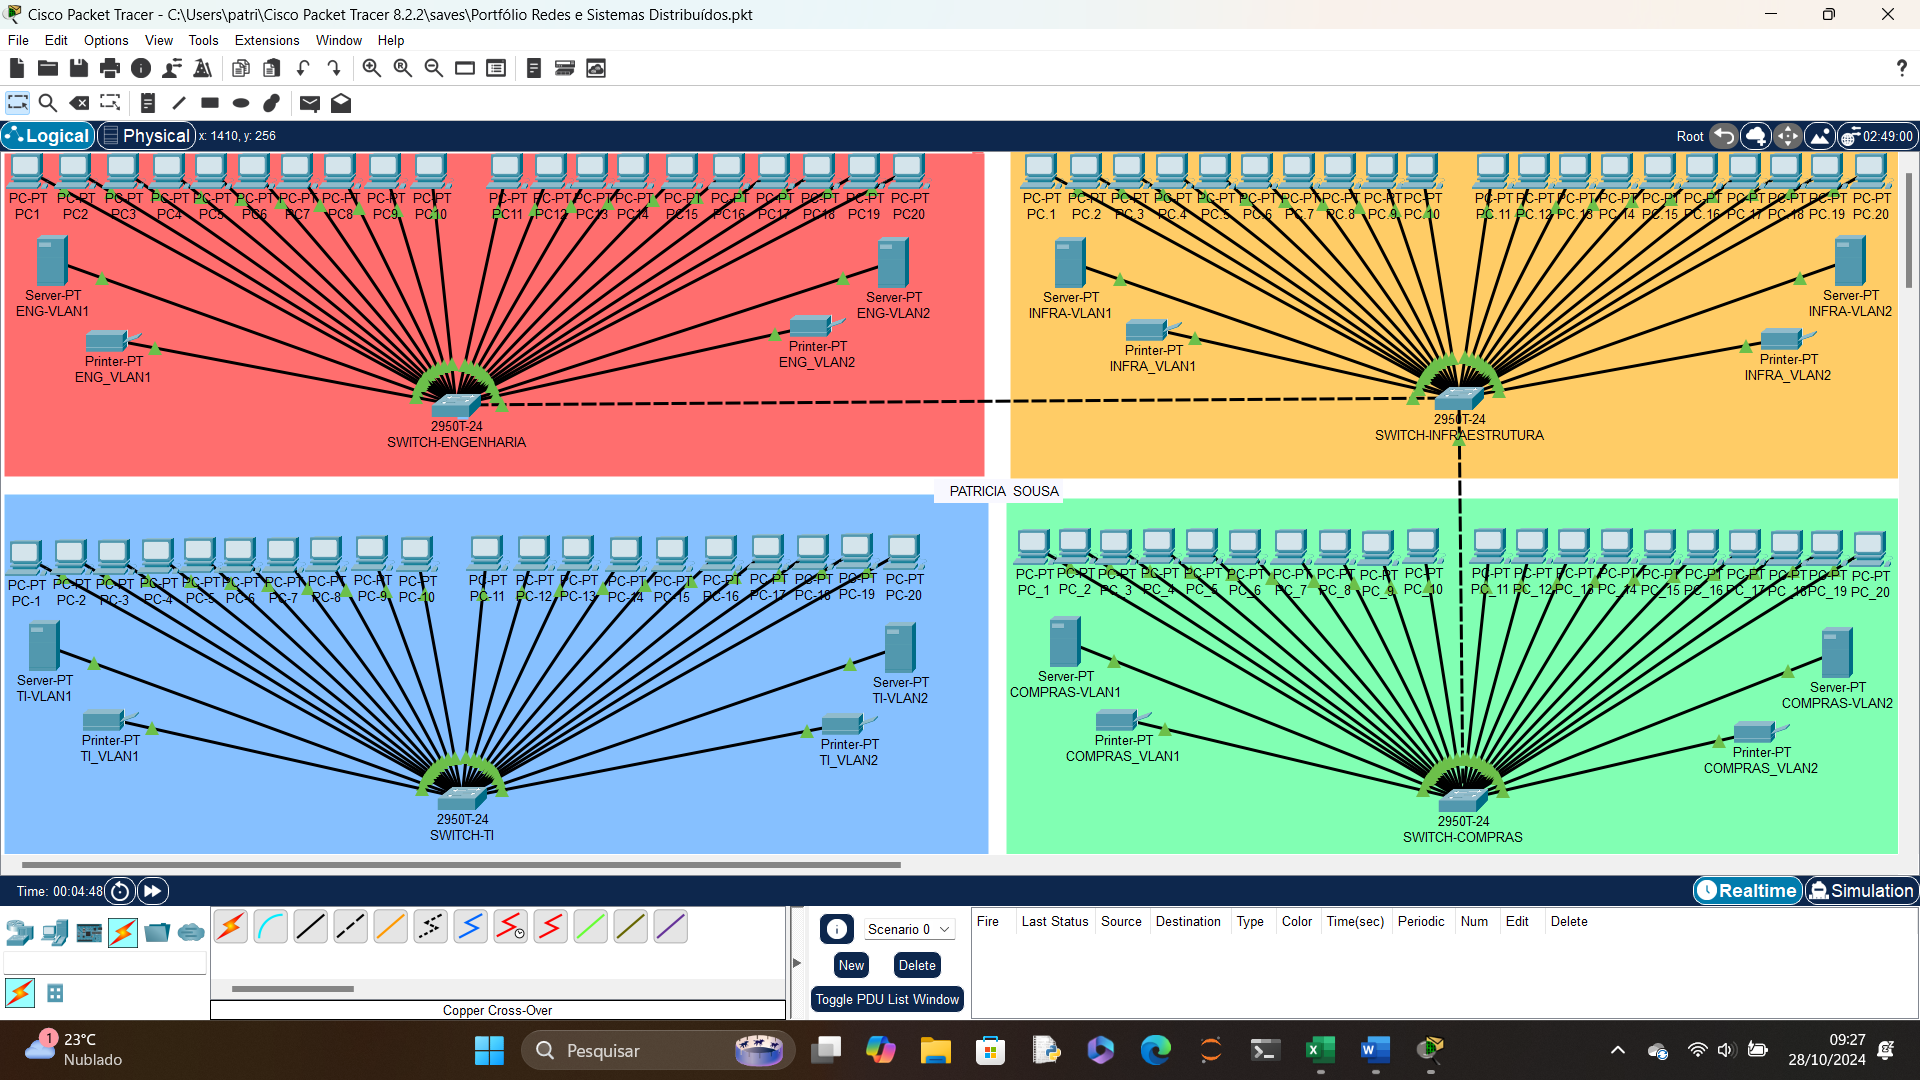 Cisco Packet Tracer - C:\Users\patri\Cisco Packet Tracer 8.2.2\saves\Portfólio Redes e Sistemas Distribuídos.pkt
File Edit Options View Tools Extensions Window Help
Logical Physical x: 1410, y: 256 Root 02:49:00
PC-PT PC-PT PC-PT PC-PT PC-PT PC-PT PC-PT PC-PT PC-PT PC-PT PC-PT PC-PT PC-PT PC-PT PC-PT PC-PT PC-PT PC-PT PC-PT PC-PT
PC1 PC2 PC3 PC4 PC5 PC6 PC7 PC8 PC9 PC10 PC11 PC12 PC13 PC14 PC15 PC16 PC17 PC18 PC19 PC20
Server-PT
ENG-VLAN1
Server-PT
ENG-VLAN2
Printer-PT
ENG_VLAN1
Printer-PT
ENG_VLAN2
2950T-24
SWITCH-ENGENHARIA
PC-PT PC-PT PC-PT PC-PT PC-PT PC-PT PC-PT PC-PT PC-PT PC-PT PC-PT PC-PT PC-PT PC-PT PC-PT PC-PT PC-PT PC-PT PC-PT PC-PT
PC.1 PC.2 PC.3 PC.4 PC.5 PC.6 PC.7 PC.8 PC.9 PC.10 PC.11 PC.12 PC.13 PC.14 PC.15 PC.16 PC.17 PC.18 PC.19 PC.20
Server-PT
INFRA-VLAN1
Server-PT
INFRA-VLAN2
Printer-PT
INFRA_VLAN1
Printer-PT
INFRA_VLAN2
2950T-24
SWITCH-INFRAESTRUTURA
PATRICIA SOUSA
PC-PT PC-PT PC-PT PC-PT PC-PT PC-PT PC-PT PC-PT PC-PT PC-PT PC-PT PC-PT PC-PT PC-PT PC-PT PC-PT PC-PT PC-PT PC-PT PC-PT
PC-1 PC-2 PC-3 PC-4 PC-5 PC-6 PC-7 PC-8 PC-9 PC-10 PC-11 PC-12 PC-13 PC-14 PC-15 PC-16 PC-17 PC-18 PC-19 PC-20
Server-PT
TI-VLAN1
Server-PT
TI-VLAN2
Printer-PT
TI_VLAN1
Printer-PT
TI_VLAN2
2950T-24
SWITCH-TI
PC-PT PC-PT PC-PT PC-PT PC-PT PC-PT PC-PT PC-PT PC-PT PC-PT PC-PT PC-PT PC-PT PC-PT PC-PT PC-PT PC-PT PC-PT PC-PT PC-PT
PC_1 PC_2 PC_3 PC_4 PC_5 PC_6 PC_7 PC_8 PC_9 PC_10 PC_11 PC_12 PC_13 PC_14 PC_15 PC_16 PC_17 PC_18 PC_19 PC_20
Server-PT
COMPRAS-VLAN1
Server-PT
COMPRAS-VLAN2
Printer-PT
COMPRAS_VLAN1
Printer-PT
COMPRAS_VLAN2
2950T-24
SWITCH-COMPRAS
Time: 00:04:48 Realtime Simulation
Scenario 0
New Delete
Toggle PDU List Window
Fire Last Status Source Destination Type Color Time(sec) Periodic Num Edit Delete
Copper Cross-Over
1
23°C
Nublado
Pesquisar
09:27
28/10/2024